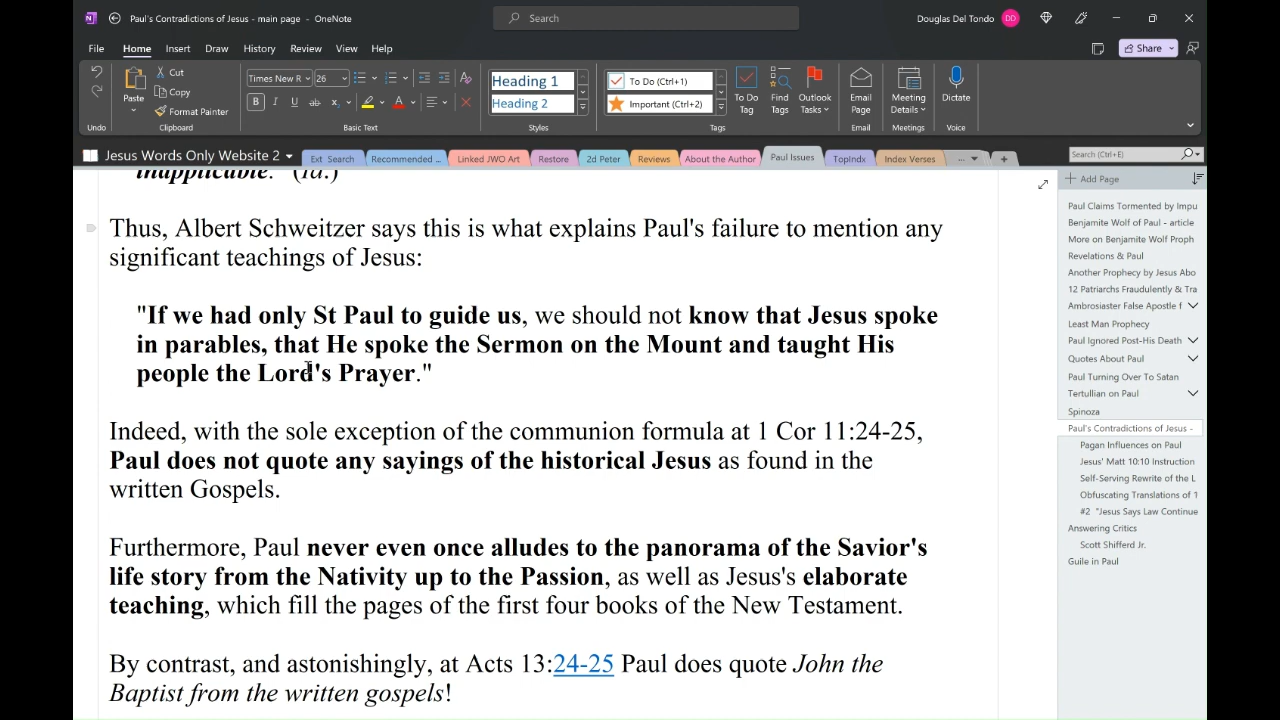 Paul's Contradictions of Jesus - main page - OneNote
Search
Douglas Del Tondo
DD
File Home Insert Draw History Review View Help
Share
Paste
Cut
Copy
Format Painter
Times New R 26
B I U ab x A
Heading 1
Heading 2
To Do (Ctrl+1)
Important (Ctrl+2)
To Do Tag
Find Tags
Outlook Tasks
Email Page
Meeting Details
Dictate
Undo Clipboard Basic Text Styles Tags Email Meetings Voice
Jesus Words Only Website 2
Ext Search Recommended ... Linked JWO Art Restore 2d Peter Reviews About the Author Paul Issues TopIndx Index Verses ...
Search (Ctrl+E)
inapplicable." (id.)
Thus, Albert Schweitzer says this is what explains Paul's failure to mention any
significant teachings of Jesus:
"If we had only St Paul to guide us, we should not know that Jesus spoke
in parables, that He spoke the Sermon on the Mount and taught His
people the Lord's Prayer."
Indeed, with the sole exception of the communion formula at 1 Cor 11:24-25,
Paul does not quote any sayings of the historical Jesus as found in the
written Gospels.
Furthermore, Paul never even once alludes to the panorama of the Savior's
life story from the Nativity up to the Passion, as well as Jesus's elaborate
teaching, which fill the pages of the first four books of the New Testament.
By contrast, and astonishingly, at Acts 13:24-25 Paul does quote John the
Baptist from the written gospels!
Add Page
Paul Claims Tormented by Impu
Benjamite Wolf of Paul - article
More on Benjamite Wolf Proph
Revelations & Paul
Another Prophecy by Jesus Abo
12 Patriarchs Fraudulently & Tra
Ambrosiaster False Apostle f
Least Man Prophecy
Paul Ignored Post-His Death
Quotes About Paul
Paul Turning Over To Satan
Tertullian on Paul
Spinoza
Paul's Contradictions of Jesus -
Pagan Influences on Paul
Jesus' Matt 10:10 Instruction
Self-Serving Rewrite of the L
Obfuscating Translations of 1
#2 "Jesus Says Law Continue
Answering Critics
Scott Shifferd Jr.
Guile in Paul